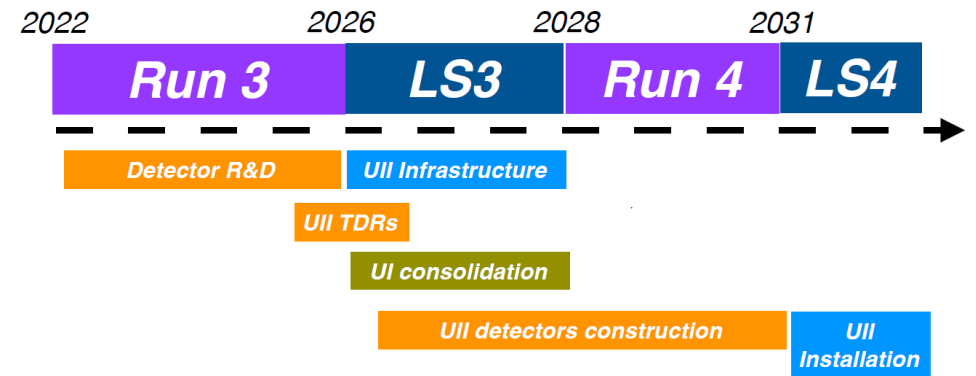 2022 2026 2028 2031
Run 3 LS3 Run 4 LS4
Detector R&D UII Infrastructure
UII TDRs
UI consolidation
UII detectors construction UII
Installation